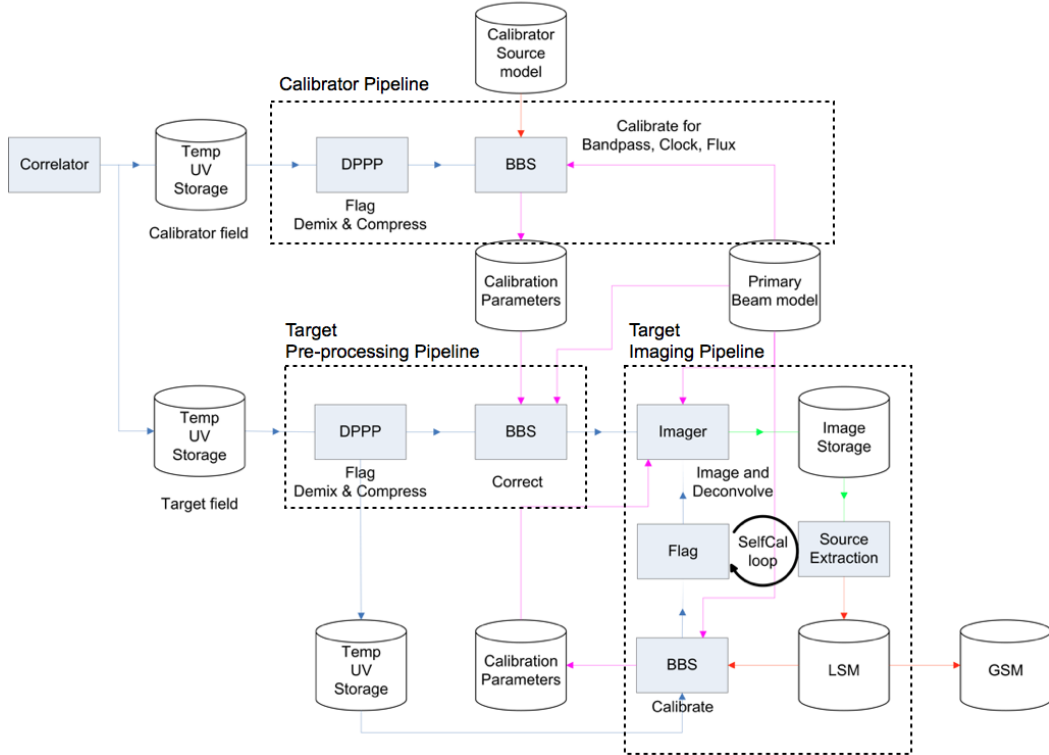 Calibrator
Source
model
Calibrator Pipeline
Calibrate for
Bandpass, Clock, Flux
Correlator
Temp
UV
Storage
DPPP
BBS
Flag
Demix & Compress
Calibrator field
Calibration
Parameters
Primary
Beam model
Target
Pre-processing Pipeline
Target
Imaging Pipeline
Temp
UV
Storage
DPPP
BBS
Imager
Image
Storage
Flag
Demix & Compress
Correct
Image and
Deconvolve
Target field
Flag
SelfCal
loop
Source
Extraction
Temp
UV
Storage
Calibration
Parameters
BBS
LSM
GSM
Calibrate